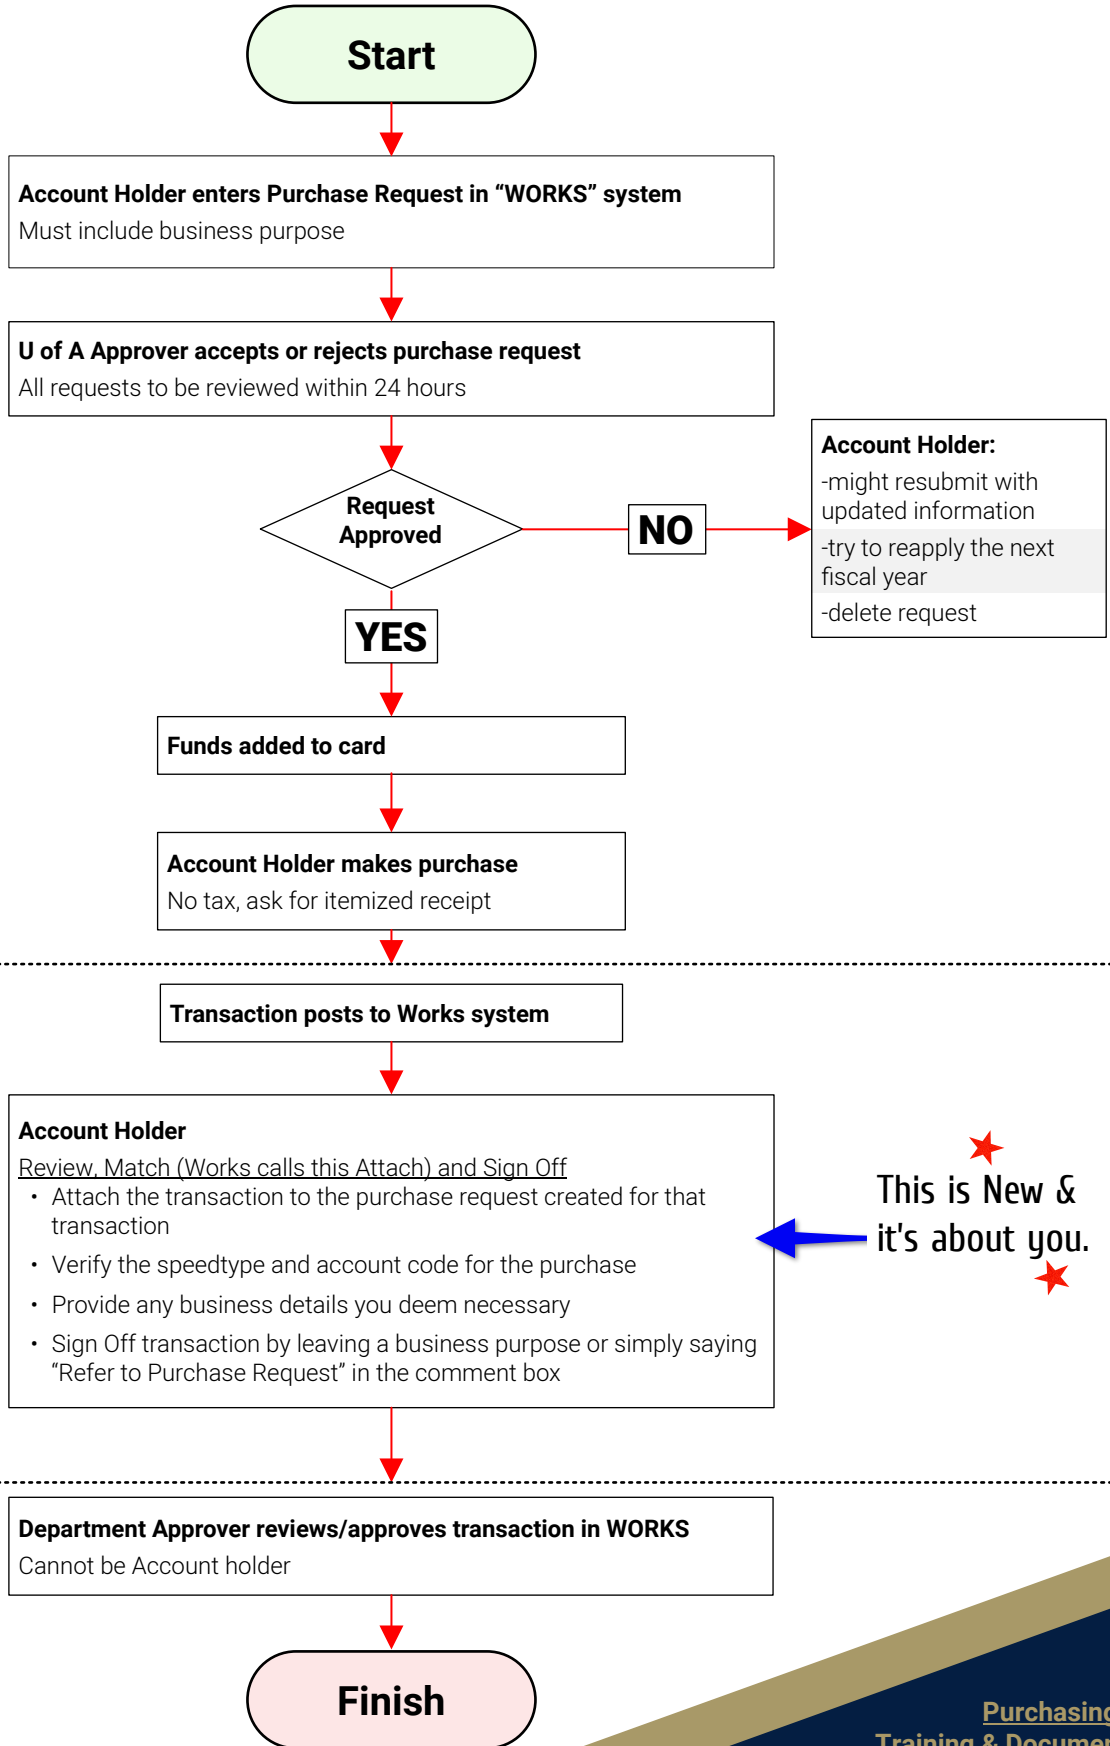 Start
Account Holder enters Purchase Request in “WORKS” system
Must include business purpose
U of A Approver accepts or rejects purchase request
All requests to be reviewed within 24 hours
Request
Approved
NO
Account Holder:
-might resubmit with
updated information
-try to reapply the next
fiscal year
-delete request
YES
Funds added to card
Account Holder makes purchase
No tax, ask for itemized receipt
Transaction posts to Works system
Account Holder
Review, Match (Works calls this Attach) and Sign Off
• Attach the transaction to the purchase request created for that
transaction
• Verify the speedtype and account code for the purchase
• Provide any business details you deem necessary
• Sign Off transaction by leaving a business purpose or simply saying
“Refer to Purchase Request” in the comment box
This is New &
it's about you.
Department Approver reviews/approves transaction in WORKS
Cannot be Account holder
Finish
Purchasing
Training & Documen